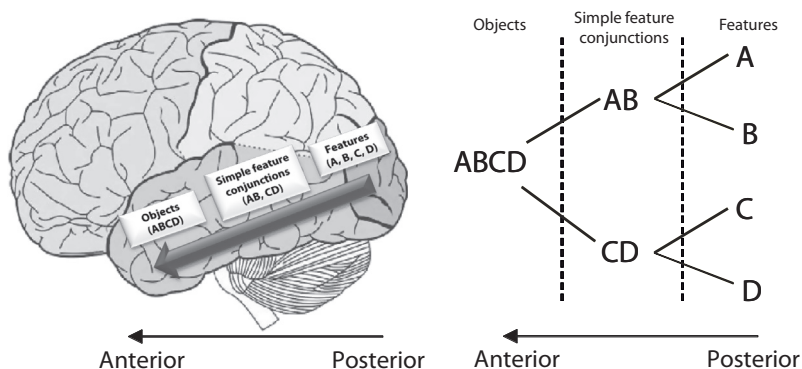 Features
(A, B, C, D)
Simple feature
conjunctions
(AB, CD)
Objects
(ABCD)
Anterior
Posterior
Objects
Simple feature
conjunctions
Features
A
AB
B
ABCD
C
CD
D
Anterior
Posterior